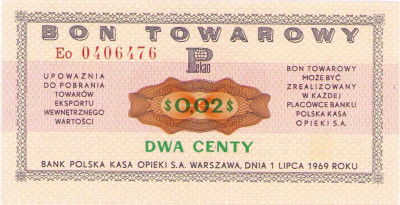 BON TOWAROWY
Eo 0406476
Pekao
UPOWAŻNIA
DO POBRANIA
TOWARÓW
EKSPORTU
WEWNĘTRZNEGO
WARTOŚCI
$0.02$
BON TOWAROWY
MOŻE BYĆ
ZREALIZOWANY
W KAŻDEJ
PLACÓWCE BANKU
POLSKA KASA
OPIEKI S.A.
DWA CENTY
BANK POLSKA KASA OPIEKI S.A. WARSZAWA, DNIA 1 LIPCA 1969 ROKU